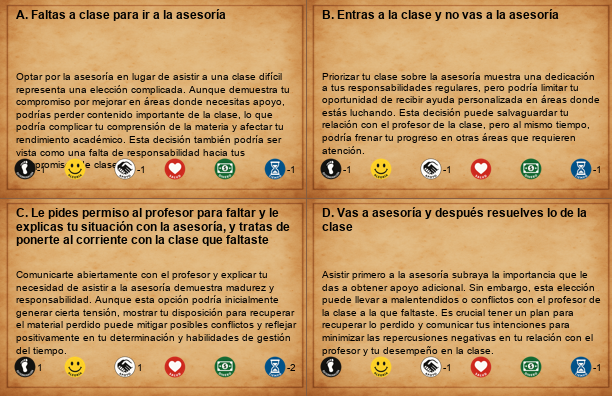 A. Faltas a clase para ir a la asesoría
Optar por la asesoría en lugar de asistir a una clase difícil
representa una elección complicada. Aunque demuestra tu
compromiso por mejorar en áreas donde necesitas apoyo,
podrías perder contenido importante de la clase, lo que
podría complicar tu comprensión de la materia y afectar tu
rendimiento académico. Esta decisión también podría ser
vista como una falta de responsabilidad hacia tus
de clase
-1
-1
B. Entras a la clase y no vas a la asesoría
Priorizar tu clase sobre la asesoría muestra una dedicación
a tus responsabilidades regulares, pero podría limitar tu
oportunidad de recibir ayuda personalizada en áreas donde
estás luchando. Esta decisión puede salvaguardar tu
relación con el profesor de la clase, pero al mismo tiempo,
podría frenar tu progreso en otras áreas que requieren
atención.
-1
-1
-1
C. Le pides permiso al profesor para faltar y le
explicas tu situación con la asesoría, y tratas de
ponerte al corriente con la clase que faltaste
Comunicarte abiertamente con el profesor y explicar tu
necesidad de asistir a la asesoría demuestra madurez y
responsabilidad. Aunque esta opción podría inicialmente
generar cierta tensión, mostrar tu disposición para recuperar
el material perdido puede mitigar posibles conflictos y reflejar
positivamente en tu determinación y habilidades de gestión
del tiempo.
1
1
-2
D. Vas a asesoría y después resuelves lo de la
clase
Asistir primero a la asesoría subraya la importancia que le
das a obtener apoyo adicional. Sin embargo, esta elección
puede llevar a malentendidos o conflictos con el profesor de
la clase a la que faltaste. Es crucial tener un plan para
recuperar lo perdido y comunicar tus intenciones para
minimizar las repercusiones negativas en tu relación con el
profesor y tu desempeño en la clase.
1
-1
-1